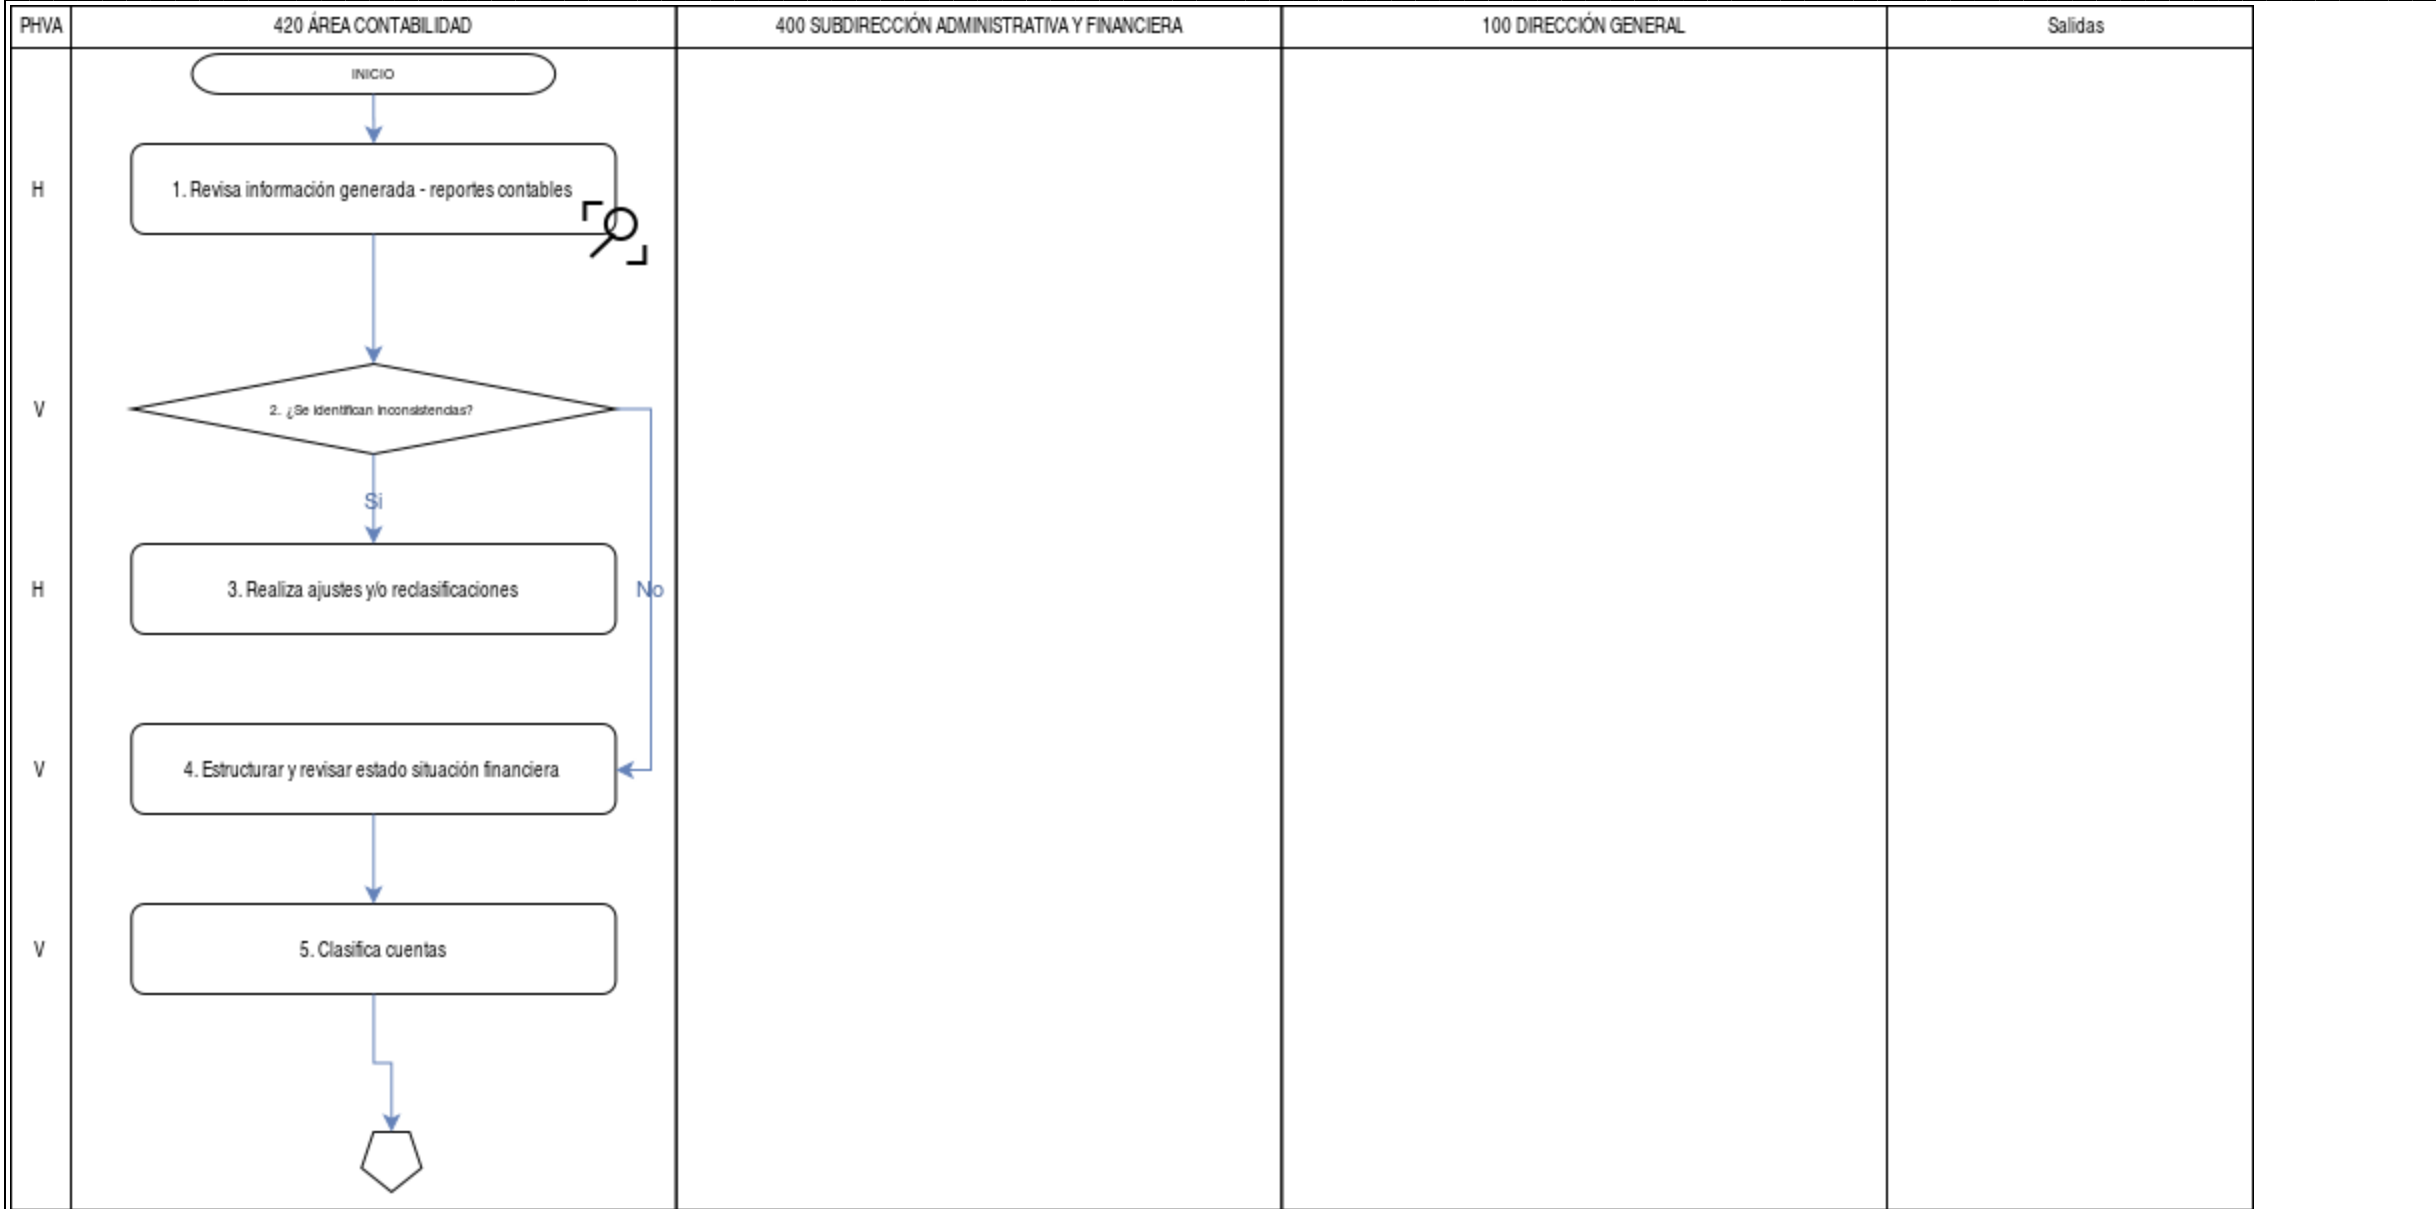 PHVA
420 ÁREA CONTABILIDAD
400 SUBDIRECCIÓN ADMINISTRATIVA Y FINANCIERA
100 DIRECCIÓN GENERAL
Salidas
INICIO
H
1. Revisa información generada - reportes contables
V
2. ¿Se identifican inconsistencias?
Si
H
3. Realiza ajustes y/o reclasificaciones
No
V
4. Estructurar y revisar estado situación financiera
V
5. Clasifica cuentas